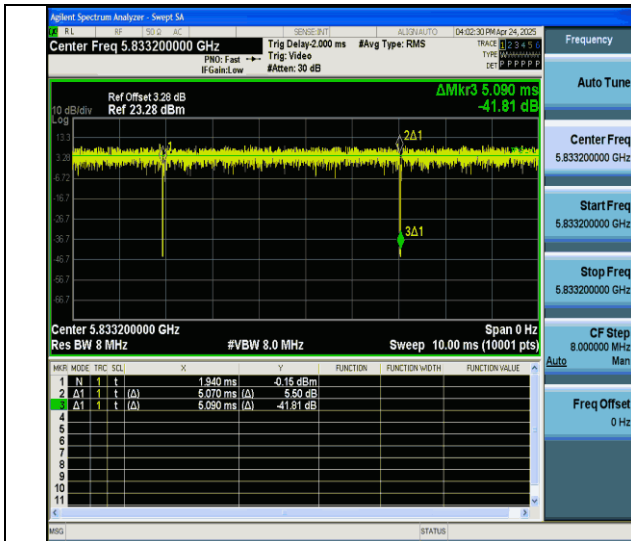 Agilent Spectrum Analyzer - Swept SA
RL RF 50 Ω AC SENSE:INT ALIGNAUTO 04:02:30 PM Apr 24, 2025
Center Freq 5.833200000 GHz
PNO: Fast
IFGain:Low
Trig Delay-2.000 ms
Trig: Video
#Atten: 30 dB
#Avg Type: RMS
TRACE 1 2 3 4 5 6
TYPE
DET P P P P P P
Frequency
Auto Tune
Center Freq
5.833200000 GHz
Start Freq
5.833200000 GHz
Stop Freq
5.833200000 GHz
CF Step
8.000000 MHz
Auto Man
Freq Offset
0 Hz
ΔMkr3 5.090 ms
-41.81 dB
Ref Offset 3.28 dB
Ref 23.28 dBm
10 dB/div
Log
13.3
3.28
-6.72
-16.7
-26.7
-36.7
-46.7
-56.7
-66.7
2Δ1
3Δ1
Center 5.833200000 GHz Span 0 Hz
Res BW 8 MHz #VBW 8.0 MHz Sweep 10.00 ms (10001 pts)
MKR MODE TRC SCL X Y FUNCTION FUNCTION WIDTH FUNCTION VALUE
1 N 1 t 1.940 ms -0.15 dBm
2 Δ1 1 t (Δ) 5.070 ms (Δ) 5.50 dB
3 Δ1 1 t (Δ) 5.090 ms (Δ) -41.81 dB
4
5
6
7
8
9
10
11
MSG STATUS